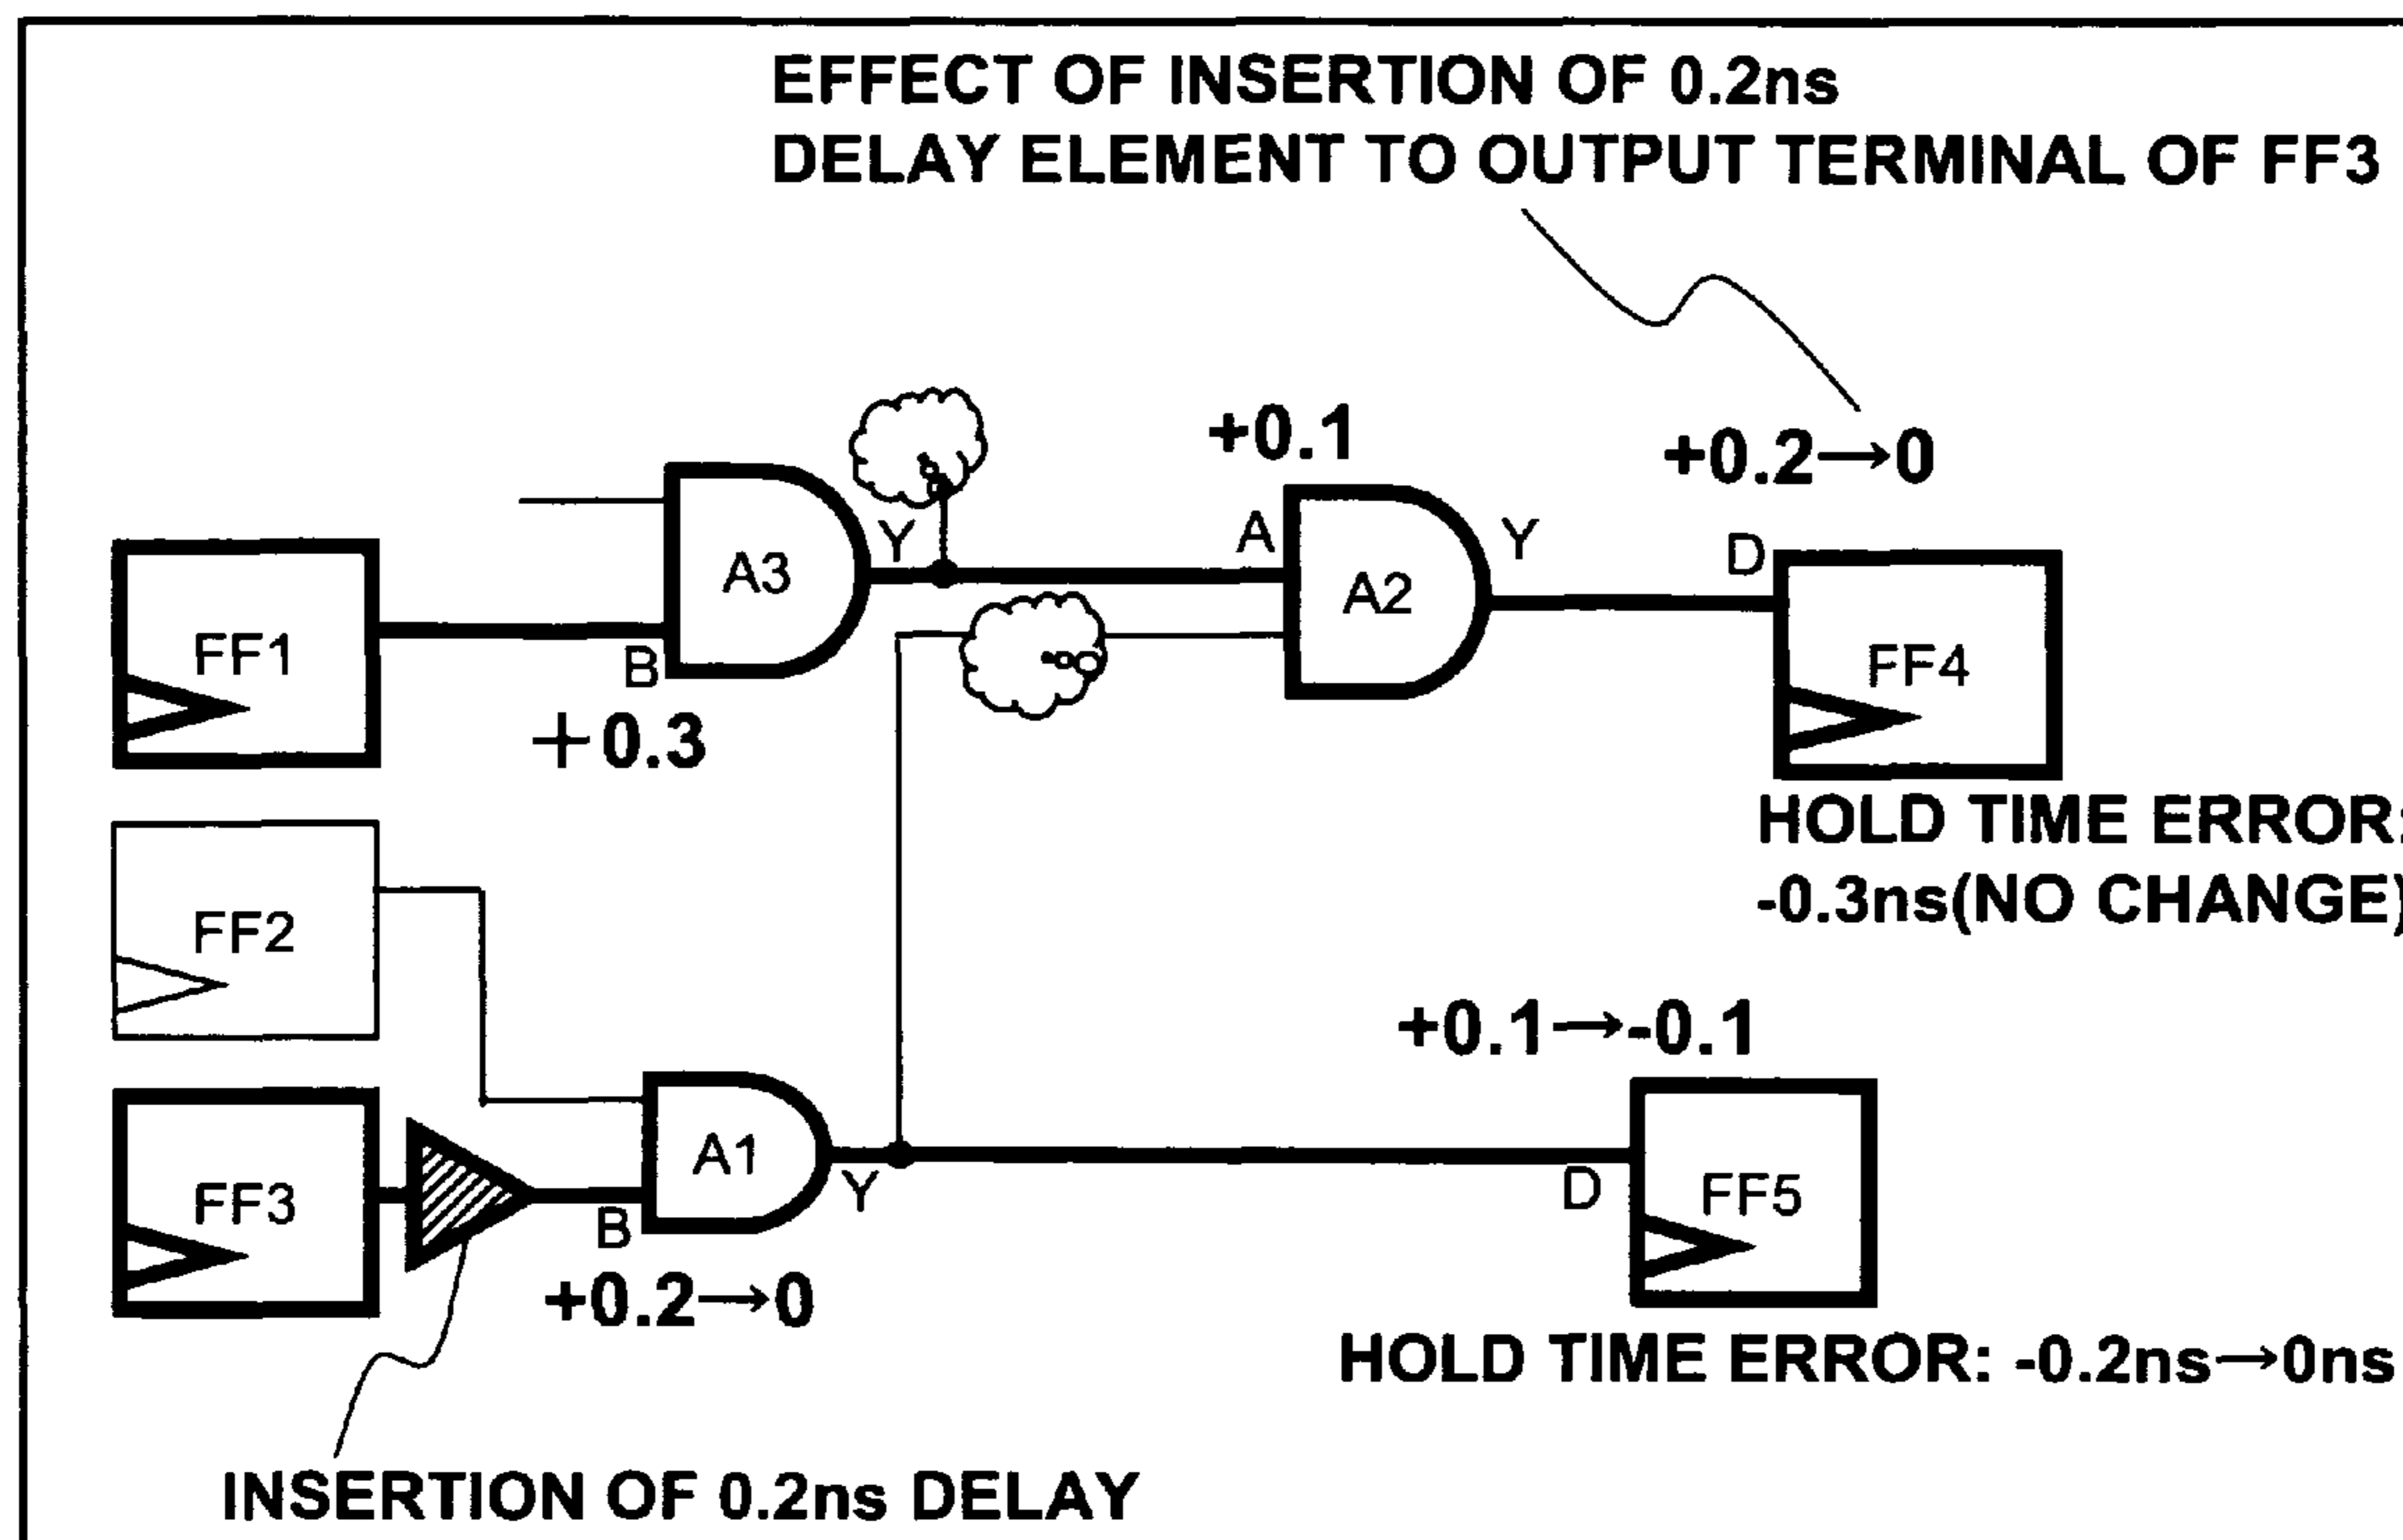 EFFECT OF INSERTION OF 0.2ns
DELAY ELEMENT TO OUTPUT TERMINAL OF FF3
+0.1
+0.2→0
A3
Y
A
A2
Y
D
FF1
B
FF4
+0.3
HOLD TIME ERROR:
-0.3ns(NO CHANGE)
FF2
+0.1→-0.1
A1
Y
FF3
B
D
FF5
+0.2→0
HOLD TIME ERROR: -0.2ns→0ns
INSERTION OF 0.2ns DELAY